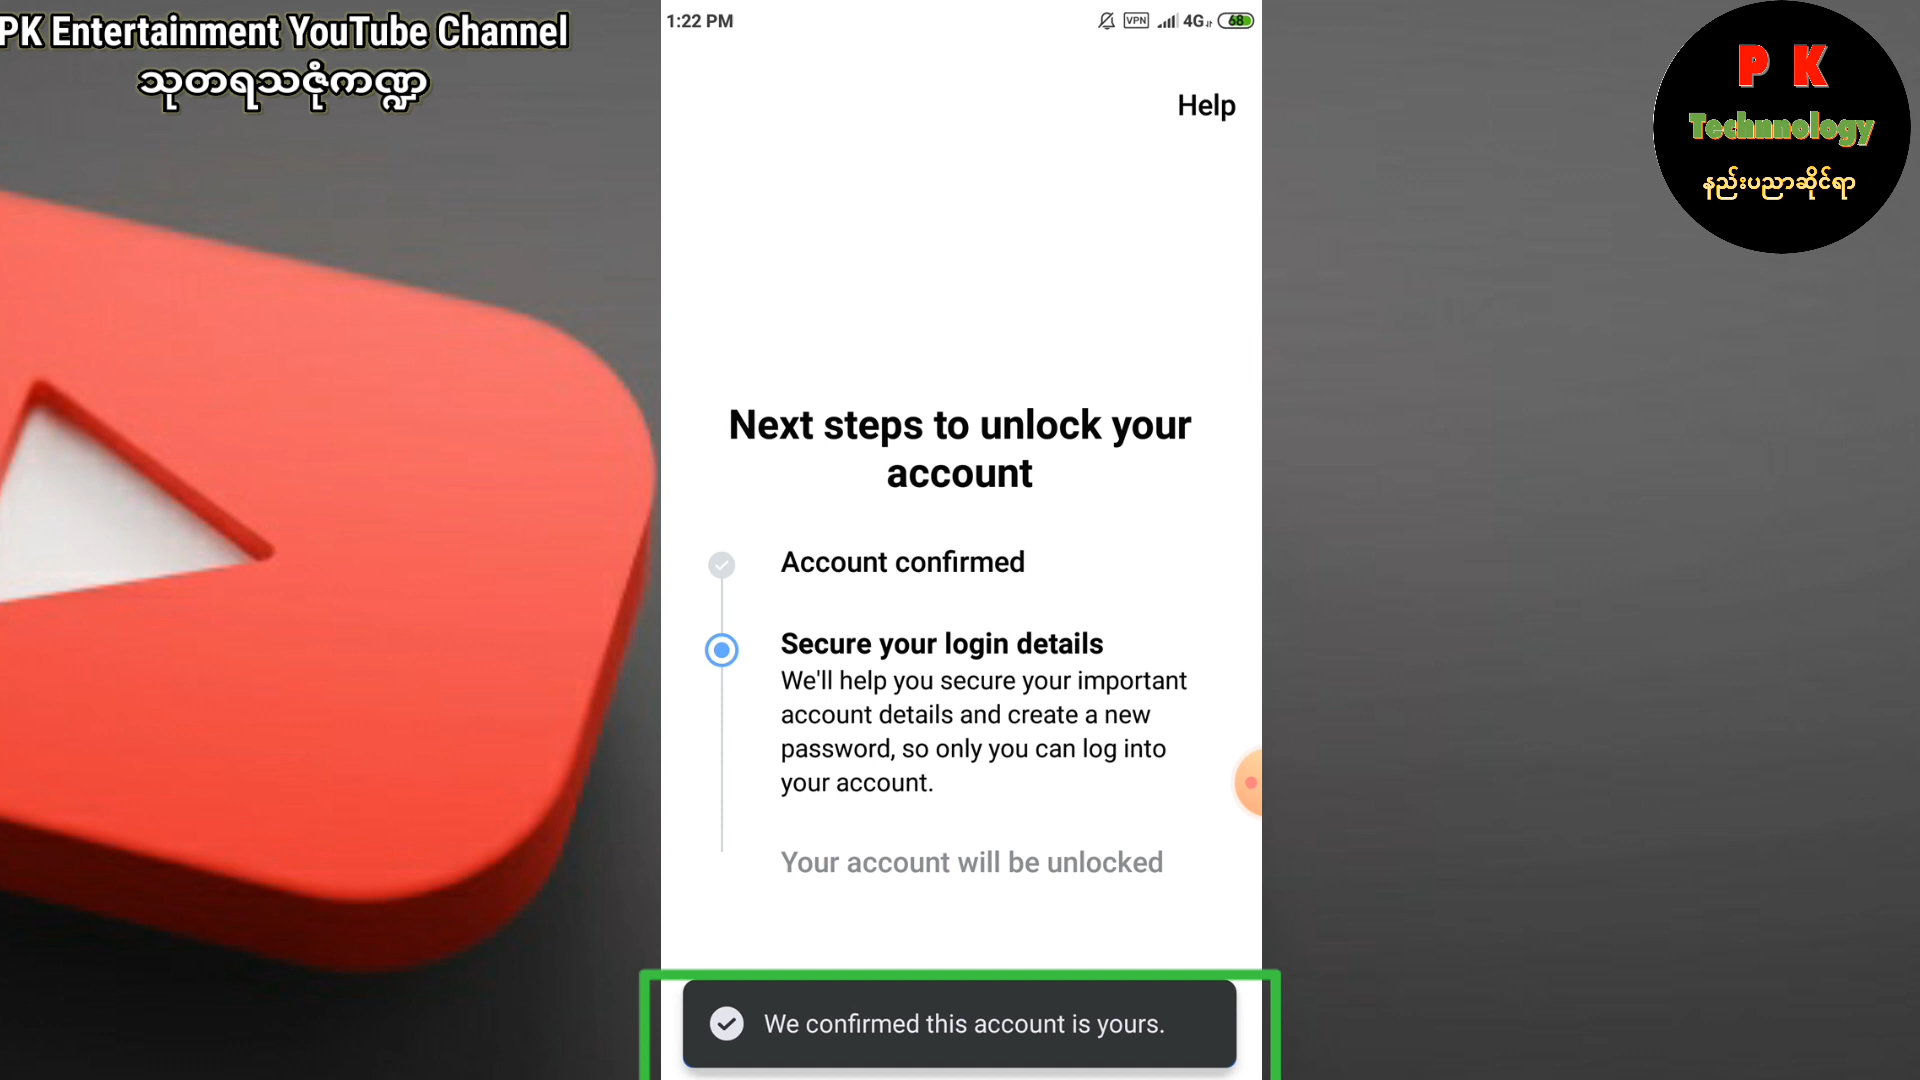 PK Entertainment YouTube Channel
သုတရသဇုံကဏ္ဍ
1:22 PM
VPN
4G
68
P K
Technnology
နည်းပညာဆိုင်ရာ
Help
Next steps to unlock your
account
Account confirmed
Secure your login details
We'll help you secure your important
account details and create a new
password, so only you can log into
your account.
Your account will be unlocked
We confirmed this account is yours.